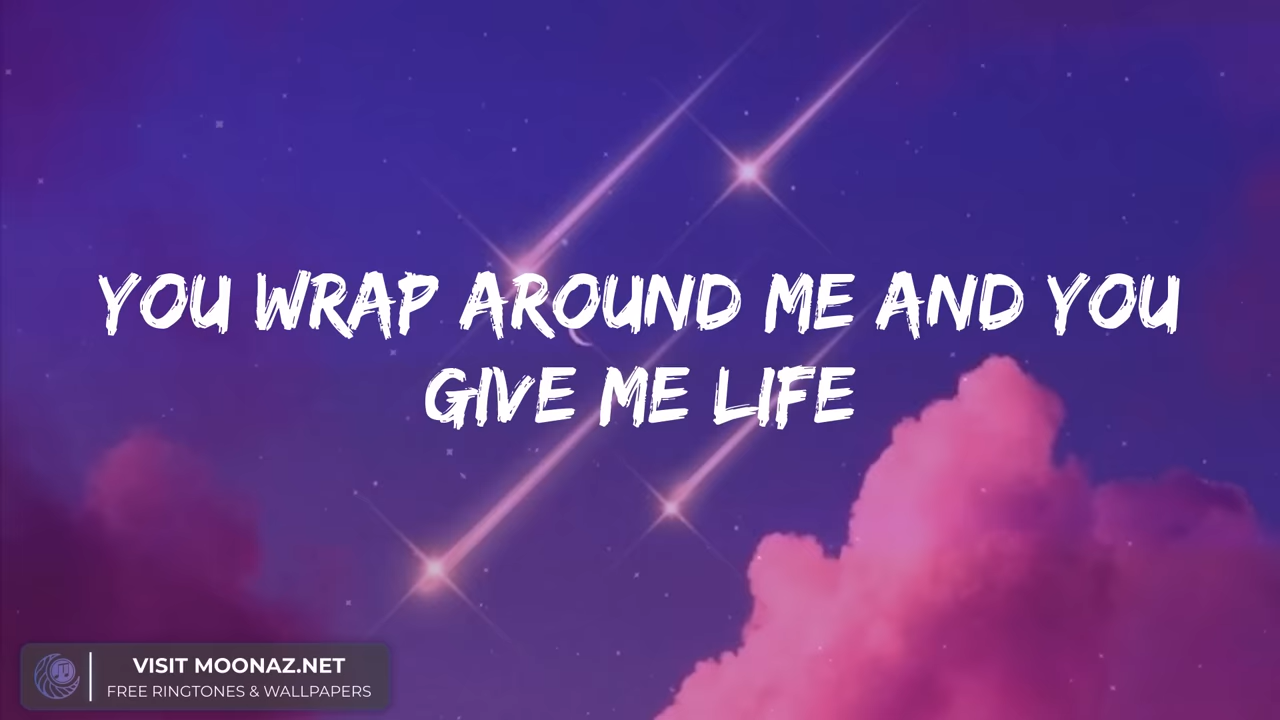 YOU WRAP AROUND ME AND YOU
GIVE ME LIFE
VISIT MOONAZ.NET
FREE RINGTONES & WALLPAPERS